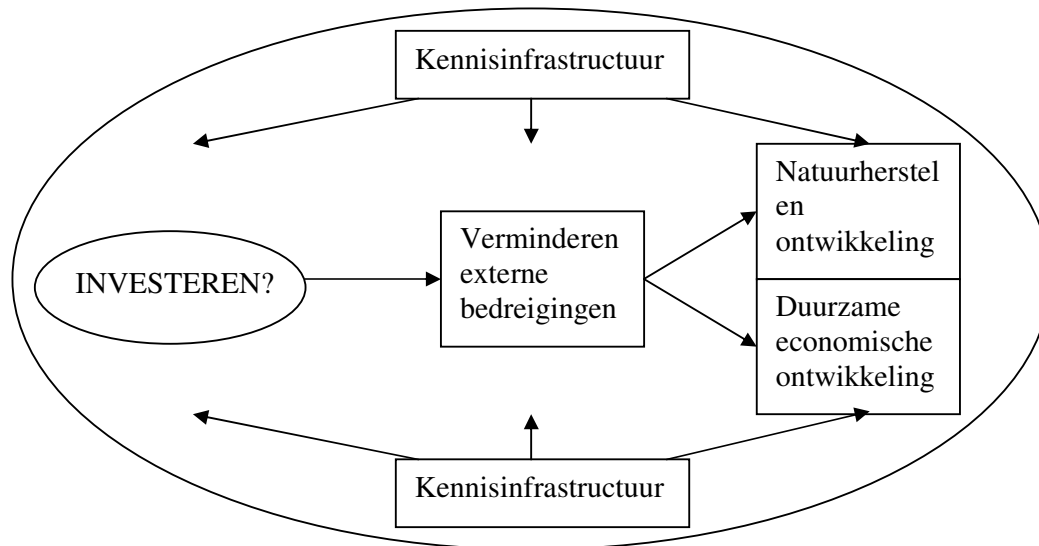 Kennisinfrastructuur
Natuurherstel
en
ontwikkeling
INVESTEREN?
Verminderen
externe
bedreigingen
Duurzame
economische
ontwikkeling
Kennisinfrastructuur